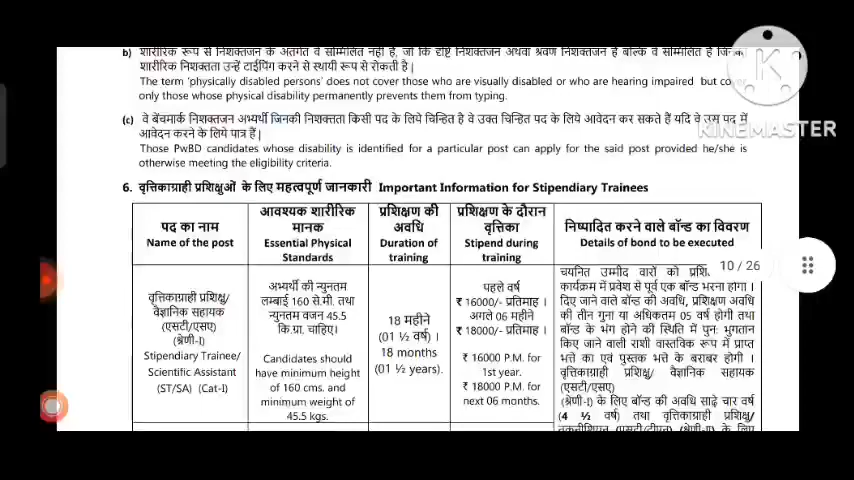 b) शारीरिक रूप से निशक्तजन के अंतर्गत वे सम्मिलित नही है, जो कि दृष्टि निशक्तजन अथवा श्रवण निशक्तजन है बल्कि वे सम्मिलित है जिनकी
शारीरिक निशक्तता उन्हें टाईपिंग करने से स्थायी रूप से रोकती है |
The term 'physically disabled persons' does not cover those who are visually disabled or who are hearing impaired but cover
only those whose physical disability permanently prevents them from typing.
(c) वे बेंचमार्क निशक्तजन अभ्यर्थी जिनकी निशक्तता किसी पद के लिये चिन्हित है वे उक्त चिन्हित पद के लिये आवेदन कर सकते हैं यदि वे उस पद में
आवेदन करने के लिये पात्र हैं |
Those PwBD candidates whose disability is identified for a particular post can apply for the said post provided he/she is
otherwise meeting the eligibility criteria.
KINEMASTER
6. वृत्तिकाग्राही प्रशिक्षुओं के लिए महत्वपूर्ण जानकारी Important Information for Stipendiary Trainees
पद का नाम
Name of the post
आवश्यक शारीरिक
मानक
Essential Physical
Standards
प्रशिक्षण की
अवधि
Duration of
training
प्रशिक्षण के दौरान
वृत्तिका
Stipend during
training
निष्पादित करने वाले बॉन्ड का विवरण
Details of bond to be executed
10 / 26
वृत्तिकाग्राही प्रशिक्षु/
वैज्ञानिक सहायक
(एसटी/एसए)
(श्रेणी-I)
Stipendiary Trainee/
Scientific Assistant
(ST/SA) (Cat-I)
अभ्यर्थी की न्युनतम
लम्बाई 160 से.मी. तथा
न्युनतम वजन 45.5
कि.ग्रा. चाहिए।
Candidates should
have minimum height
of 160 cms. and
minimum weight of
45.5 kgs.
18 महीने
(01 ½ वर्ष) ।
18 months
(01 ½ years).
पहले वर्ष
₹ 16000/- प्रतिमाह ।
अगले 06 महीने
₹ 18000/- प्रतिमाह ।
₹ 16000 P.M. for
1st year.
₹ 18000 P.M. for
next 06 months.
चयनित उम्मीद वारों को
कार्यक्रम में प्रवेश से पूर्व एक बॉन्ड भरना होगा ।
दिए जाने वाले बॉन्ड की अवधि, प्रशिक्षण अवधि
की तीन गुना या अधिकतम 05 वर्ष होगी तथा
बॉन्ड के भंग होने की स्थिति में पुन: भुगतान
किए जाने वाली राशी वास्तविक रूप में प्राप्त
भत्ते का एवं पुस्तक भत्ते के बराबर होगी ।
वृत्तिकाग्राही प्रशिक्षु/ वैज्ञानिक सहायक
(एसटी/एसए)
(श्रेणी-I) के लिए बॉन्ड की अवधि साढ़े चार वर्ष
(4 ½ वर्ष) तथा वृत्तिकाग्राही प्रशिक्षु/